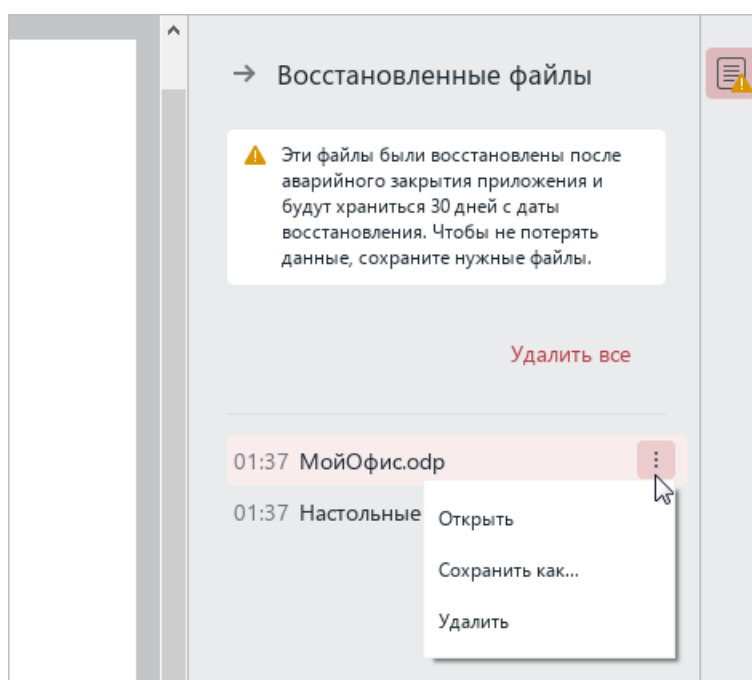 Восстановленные файлы
Эти файлы были восстановлены после
аварийного закрытия приложения и
будут храниться 30 дней с даты
восстановления. Чтобы не потерять
данные, сохраните нужные файлы.
Удалить все
01:37 МойОфис.odp
01:37 Настольные
Открыть
Сохранить как...
Удалить